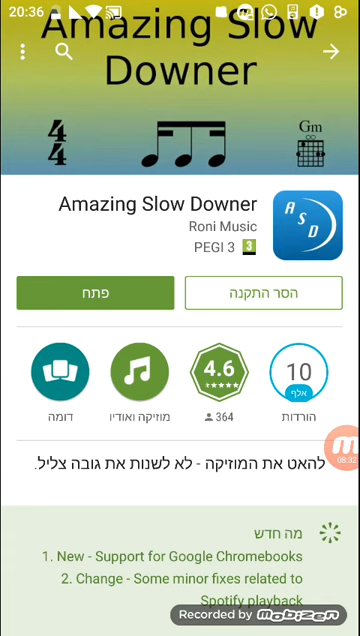 20:36
Amazing Slow
Downer
4
4
Gm
Amazing Slow Downer
Roni Music
PEGI 3 3
A S D
פתח
הסר התקנה
10
אלף
הורדות
4.6
364
מוזיקה ואודיו
דומה
להאט את המוזיקה - לא לשנות את גובה צליל.
08:32
מה חדש
1. New - Support for Google Chromebooks
2. Change - Some minor fixes related to
Spotify playback
Recorded by mobizen